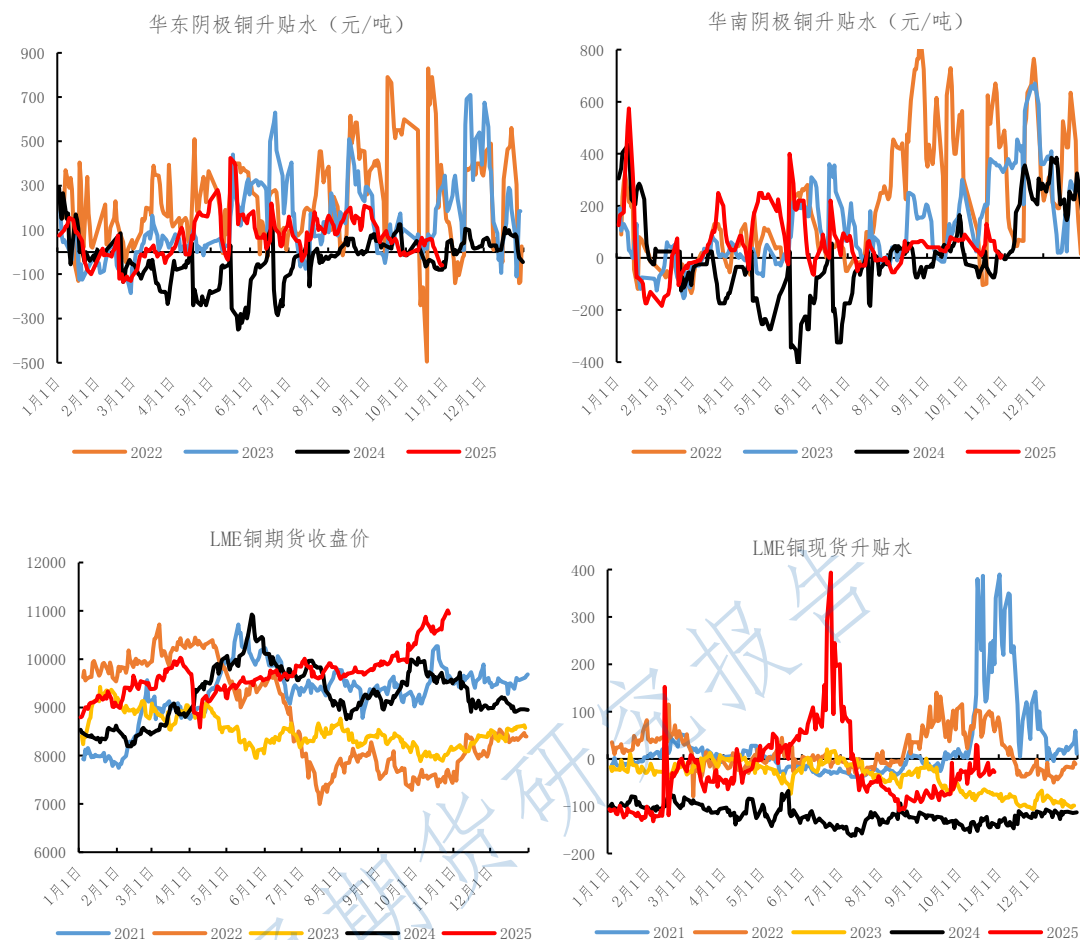 华东阴极铜升贴水（元/吨）
900
700
500
300
100
-100
-300
-500
1月1日
2月1日
3月1日
4月1日
5月1日
6月1日
7月1日
8月1日
9月1日
10月1日
11月1日
12月1日
2022 2023 2024 2025
华南阴极铜升贴水（元/吨）
800
600
400
200
0
-200
-400
1月1日
2月1日
3月1日
4月1日
5月1日
6月1日
7月1日
8月1日
9月1日
10月1日
11月1日
12月1日
2022 2023 2024 2025
LME铜期货收盘价
12000
11000
10000
9000
8000
7000
6000
1月1日
2月1日
3月1日
4月1日
5月1日
6月1日
7月1日
8月1日
9月1日
10月1日
11月1日
12月1日
2021 2022 2023 2024 2025
LME铜现货升贴水
400
300
200
100
0
-100
-200
1月1日
2月1日
3月1日
4月1日
5月1日
6月1日
7月1日
8月1日
9月1日
10月1日
11月1日
12月1日
2021 2022 2023 2024 2025
期货研究报告